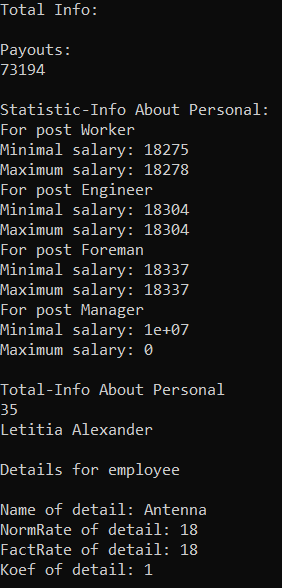 Total Info:
Payouts:
73194
Statistic-Info About Personal:
For post Worker
Minimal salary: 18275
Maximum salary: 18278
For post Engineer
Minimal salary: 18304
Maximum salary: 18304
For post Foreman
Minimal salary: 18337
Maximum salary: 18337
For post Manager
Minimal salary: 1e+07
Maximum salary: 0
Total-Info About Personal
35
Letitia Alexander
Details for employee
Name of detail: Antenna
NormRate of detail: 18
FactRate of detail: 18
Koef of detail: 1